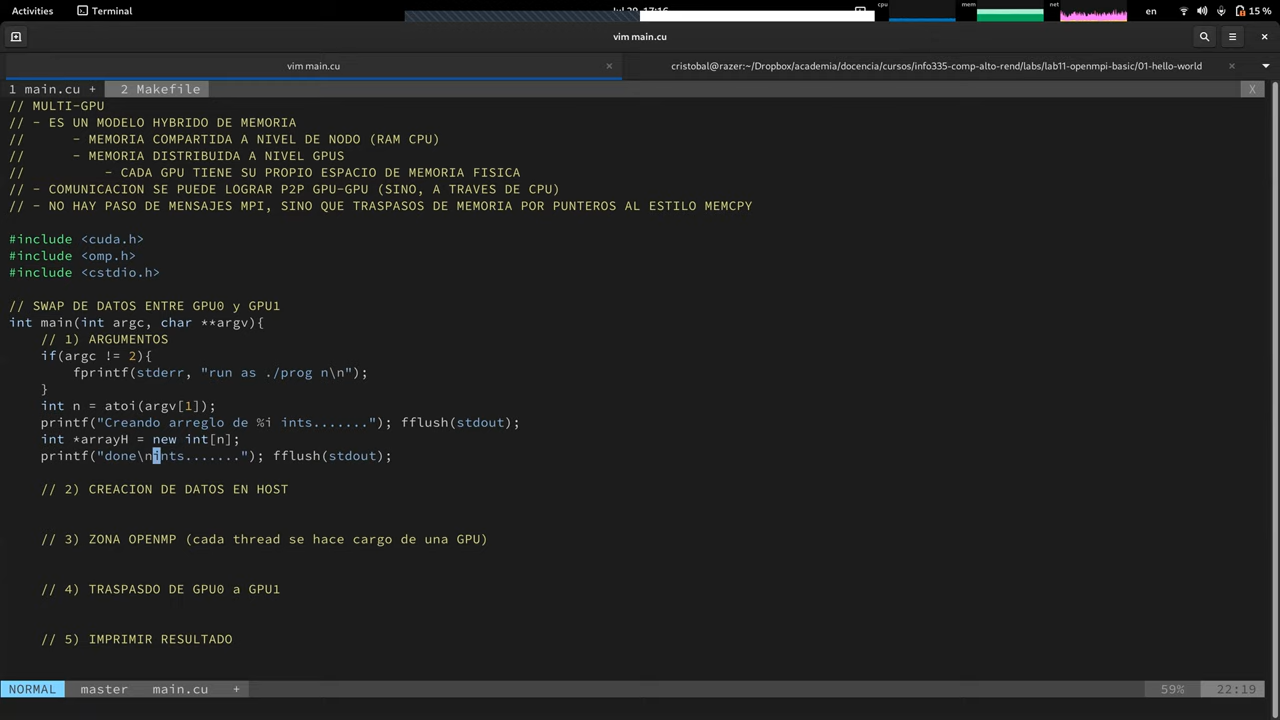 Activities Terminal cpu mem net en 15 %
vim main.cu
vim main.cu × cristobal@razer:~/Dropbox/academia/docencia/cursos/info335-comp-alto-rend/labs/lab11-openmpi-basic/01-hello-world ×
1 main.cu + 2 Makefile X
// MULTI-GPU
// - ES UN MODELO HYBRIDO DE MEMORIA
//      - MEMORIA COMPARTIDA A NIVEL DE NODO (RAM CPU)
//      - MEMORIA DISTRIBUIDA A NIVEL GPUS
//          - CADA GPU TIENE SU PROPIO ESPACIO DE MEMORIA FISICA
// - COMUNICACION SE PUEDE LOGRAR P2P GPU-GPU (SINO, A TRAVES DE CPU)
// - NO HAY PASO DE MENSAJES MPI, SINO QUE TRASPASOS DE MEMORIA POR PUNTEROS AL ESTILO MEMCPY
#include <cuda.h>
#include <omp.h>
#include <cstdio.h>
// SWAP DE DATOS ENTRE GPU0 y GPU1
int main(int argc, char **argv){
    // 1) ARGUMENTOS
    if(argc != 2){
        fprintf(stderr, "run as ./prog n\n");
    }
    int n = atoi(argv[1]);
    printf("Creando arreglo de %i ints......."); fflush(stdout);
    int *arrayH = new int[n];
    printf("done\nints......."); fflush(stdout);
    // 2) CREACION DE DATOS EN HOST
    // 3) ZONA OPENMP (cada thread se hace cargo de una GPU)
    // 4) TRASPASDO DE GPU0 a GPU1
    // 5) IMPRIMIR RESULTADO
NORMAL master main.cu + 59% 22:19